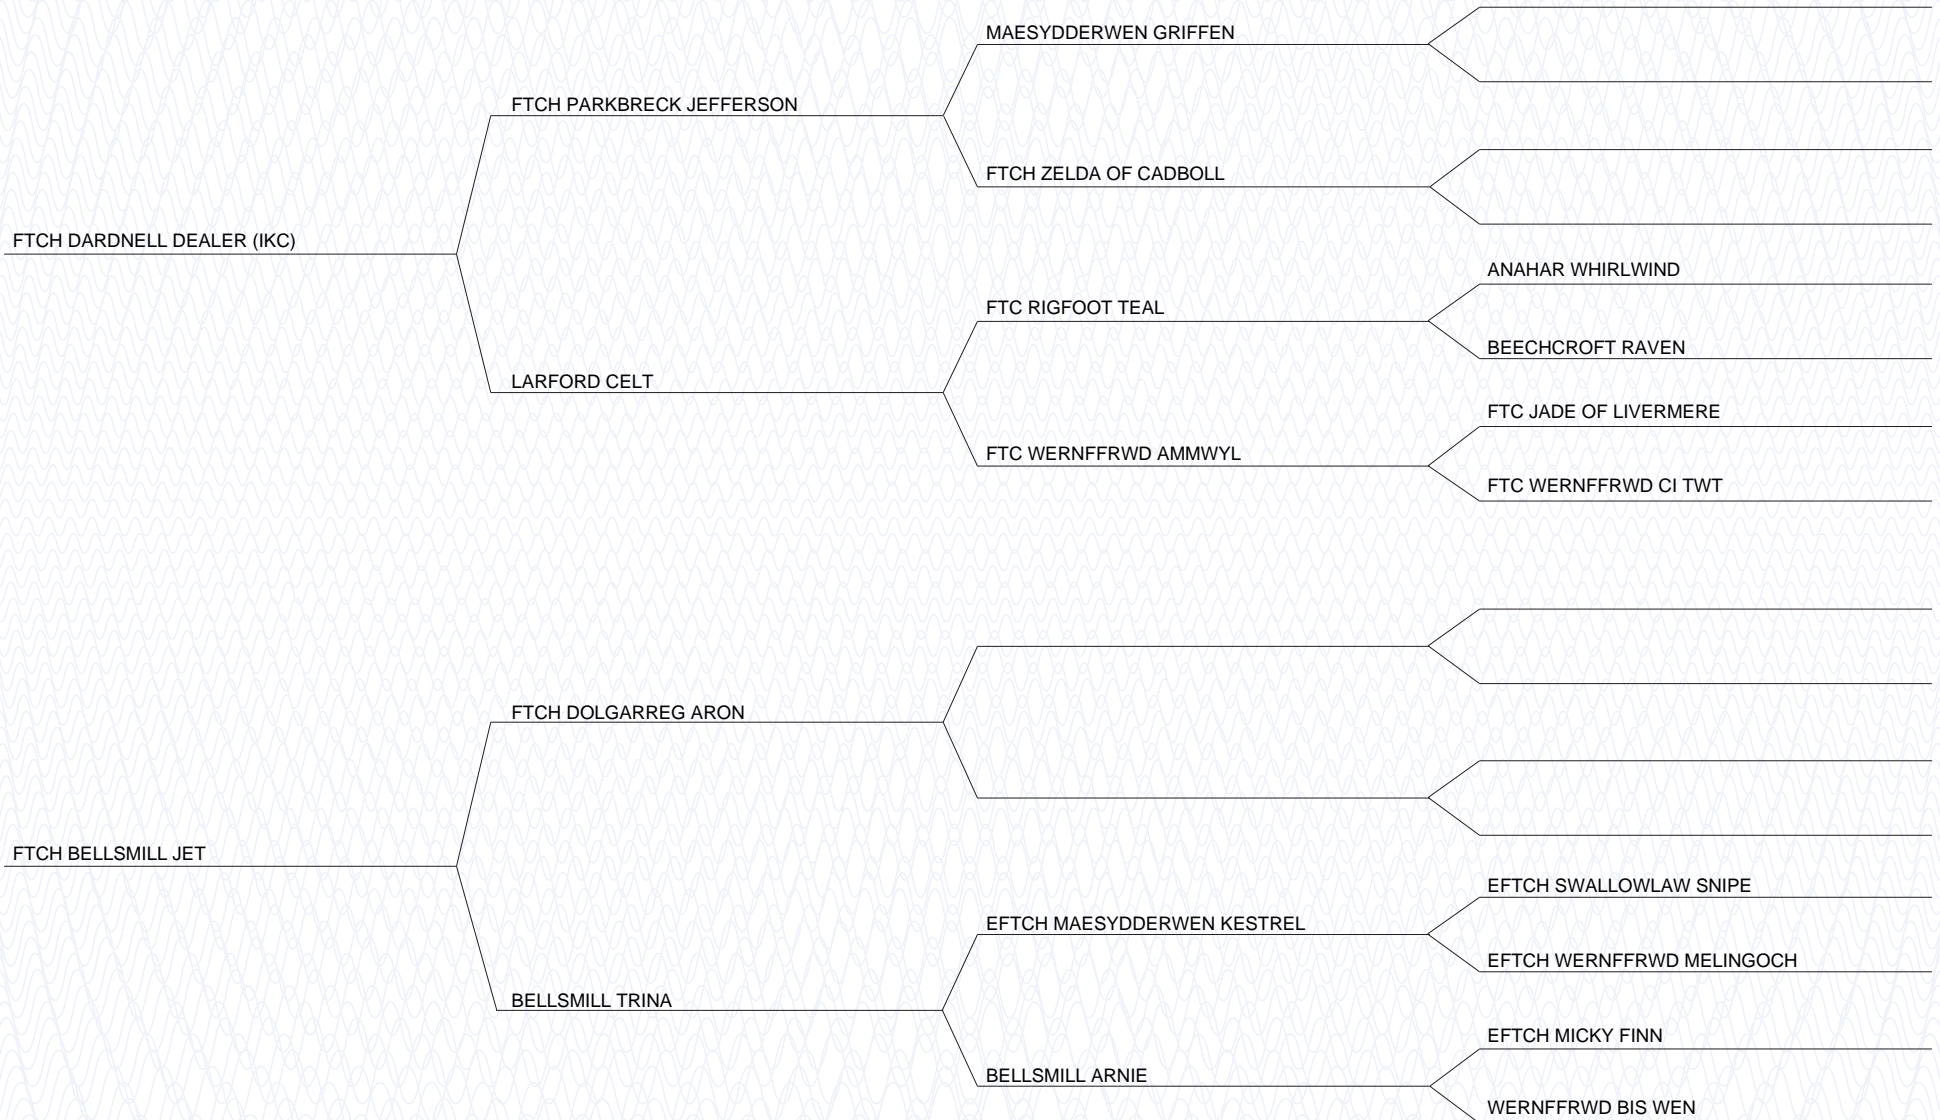 MAESYDDERWEN GRIFFEN
FTCH PARKBRECK JEFFERSON
FTCH ZELDA OF CADBOLL
FTCH DARDNELL DEALER (IKC)
ANAHAR WHIRLWIND
FTC RIGFOOT TEAL
BEECHCROFT RAVEN
LARFORD CELT
FTC JADE OF LIVERMERE
FTC WERNFFRWD AMMWYL
FTC WERNFFRWD CI TWT
FTCH DOLGARREG ARON
FTCH BELLSMILL JET
EFTCH SWALLOWLAW SNIPE
EFTCH MAESYDDERWEN KESTREL
EFTCH WERNFFRWD MELINGOCH
BELLSMILL TRINA
EFTCH MICKY FINN
BELLSMILL ARNIE
WERNFFRWD BIS WEN